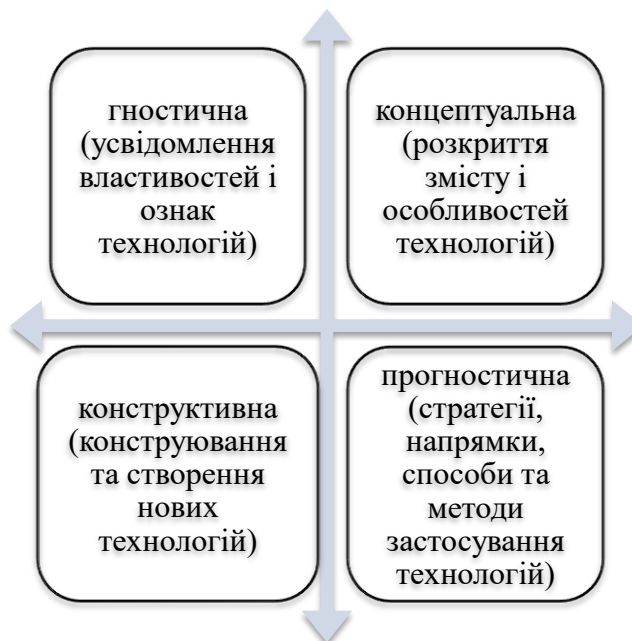 гностична
(усвідомлення
властивостей і
ознак
технологій)
концептуальна
(розкриття
змісту і
особливостей
технологій)
конструктивна
(конструювання
та створення
нових
технологій)
прогностична
(стратегії,
напрямки,
способи та
методи
застосування
технологій)